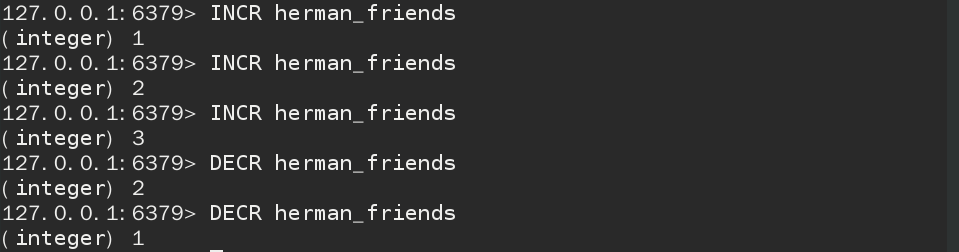 127.0.0.1:6379> INCR herman_friends
(integer) 1
127.0.0.1:6379> INCR herman_friends
(integer) 2
127.0.0.1:6379> INCR herman_friends
(integer) 3
127.0.0.1:6379> DECR herman_friends
(integer) 2
127.0.0.1:6379> DECR herman_friends
(integer) 1